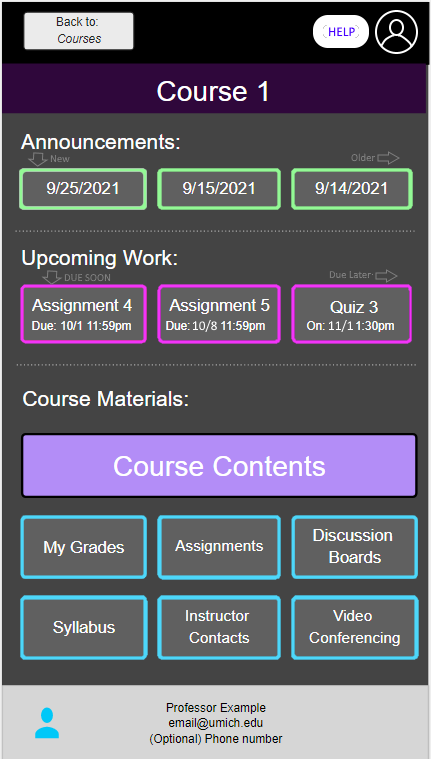 Back to:
Courses
HELP
Course 1
Announcements:
New
Older
9/25/2021
9/15/2021
9/14/2021
Upcoming Work:
DUE SOON
Due Later:
Assignment 4
Due: 10/1 11:59pm
Assignment 5
Due: 10/8 11:59pm
Quiz 3
On: 11/1 1:30pm
Course Materials:
Course Contents
My Grades
Assignments
Discussion
Boards
Syllabus
Instructor
Contacts
Video
Conferencing
Professor Example
email@umich.edu
(Optional) Phone number